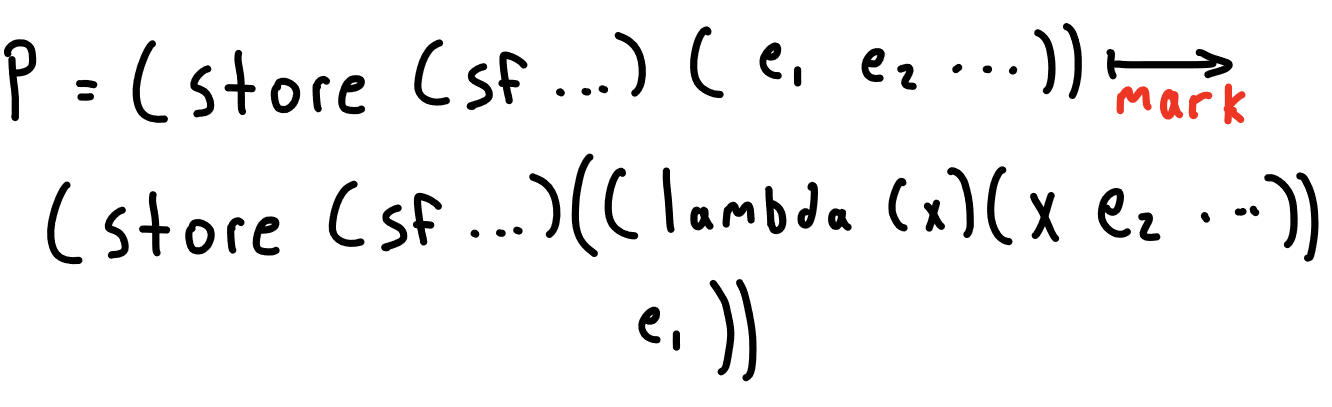 P = (store (sf ...) ( e₁ e₂ ...)) ↦
mark
(store (sf ...)((lambda (x)(x e₂ ...))
e₁ ))